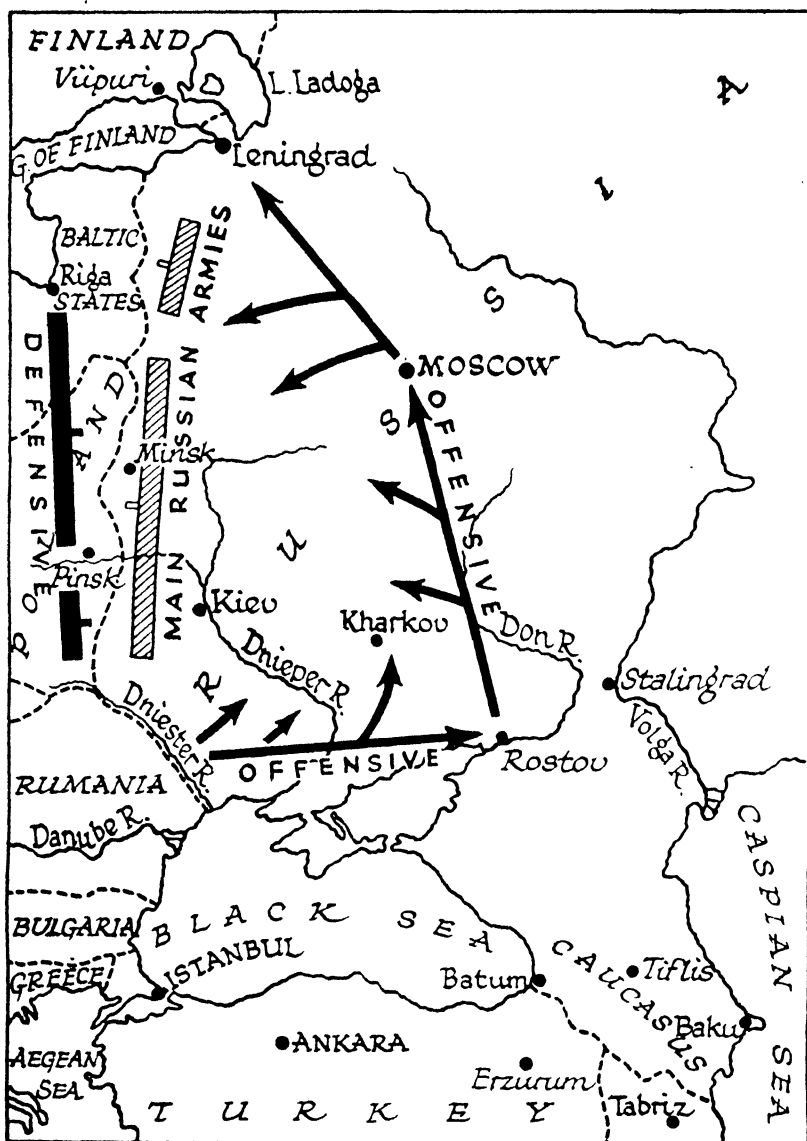 FINLAND
Viipuri
L. Ladoga
G. OF FINLAND
Leningrad
BALTIC
STATES
Riga
RUSSIA
DEFENSIVE
POLAND
MAIN RUSSIAN ARMIES
MOSCOW
OFFENSIVE
Minsk
Pinsk
Kiev
Kharkov
Don R.
Dnieper R.
Stalingrad
Dniester R.
Volga R.
OFFENSIVE
Rostov
RUMANIA
Danube R.
CASPIAN SEA
BLACK SEA
BULGARIA
CAUCASUS
GREECE
ISTANBUL
Batum
Tiflis
Baku
ANKARA
AEGEAN
SEA
Erzurum
Tabriz
TURKEY